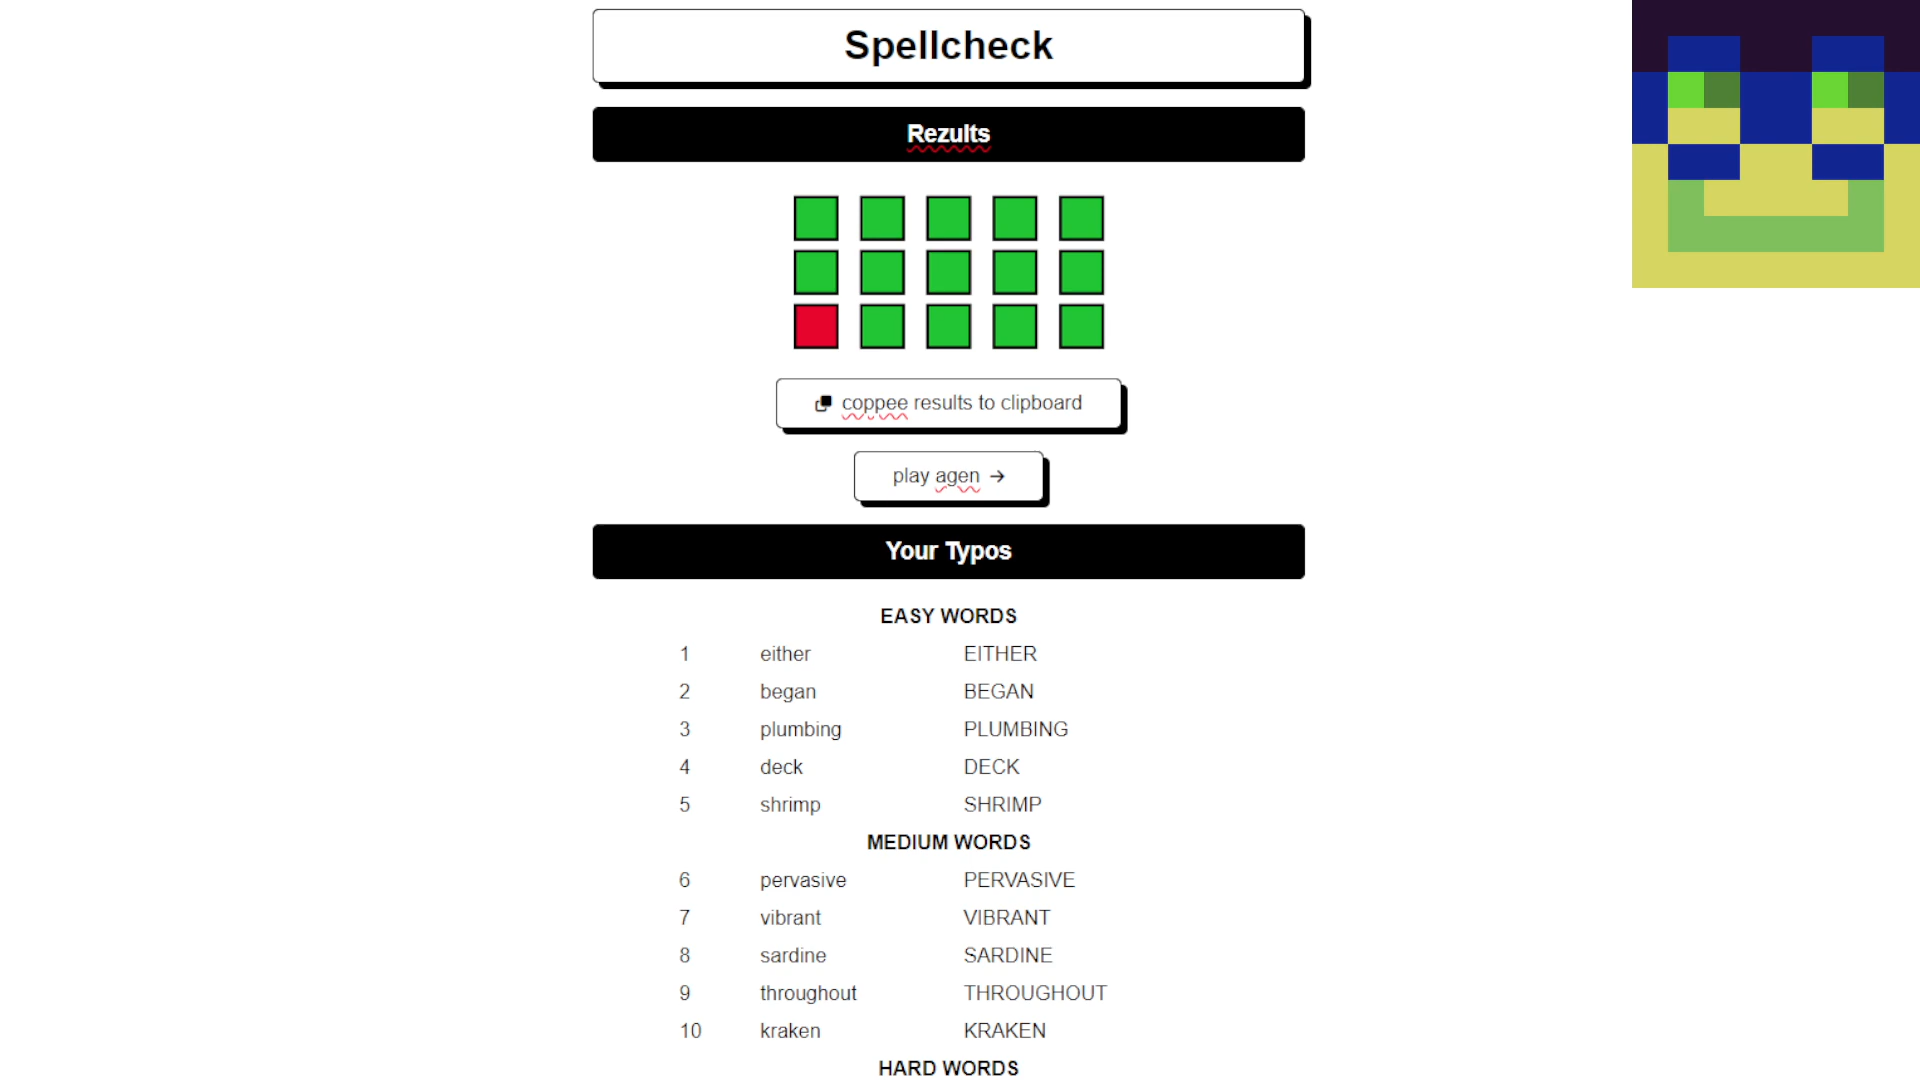 Spellcheck
Rezults
coppee results to clipboard
play agen →
Your Typos
EASY WORDS
1 either EITHER
2 began BEGAN
3 plumbing PLUMBING
4 deck DECK
5 shrimp SHRIMP
MEDIUM WORDS
6 pervasive PERVASIVE
7 vibrant VIBRANT
8 sardine SARDINE
9 throughout THROUGHOUT
10 kraken KRAKEN
HARD WORDS